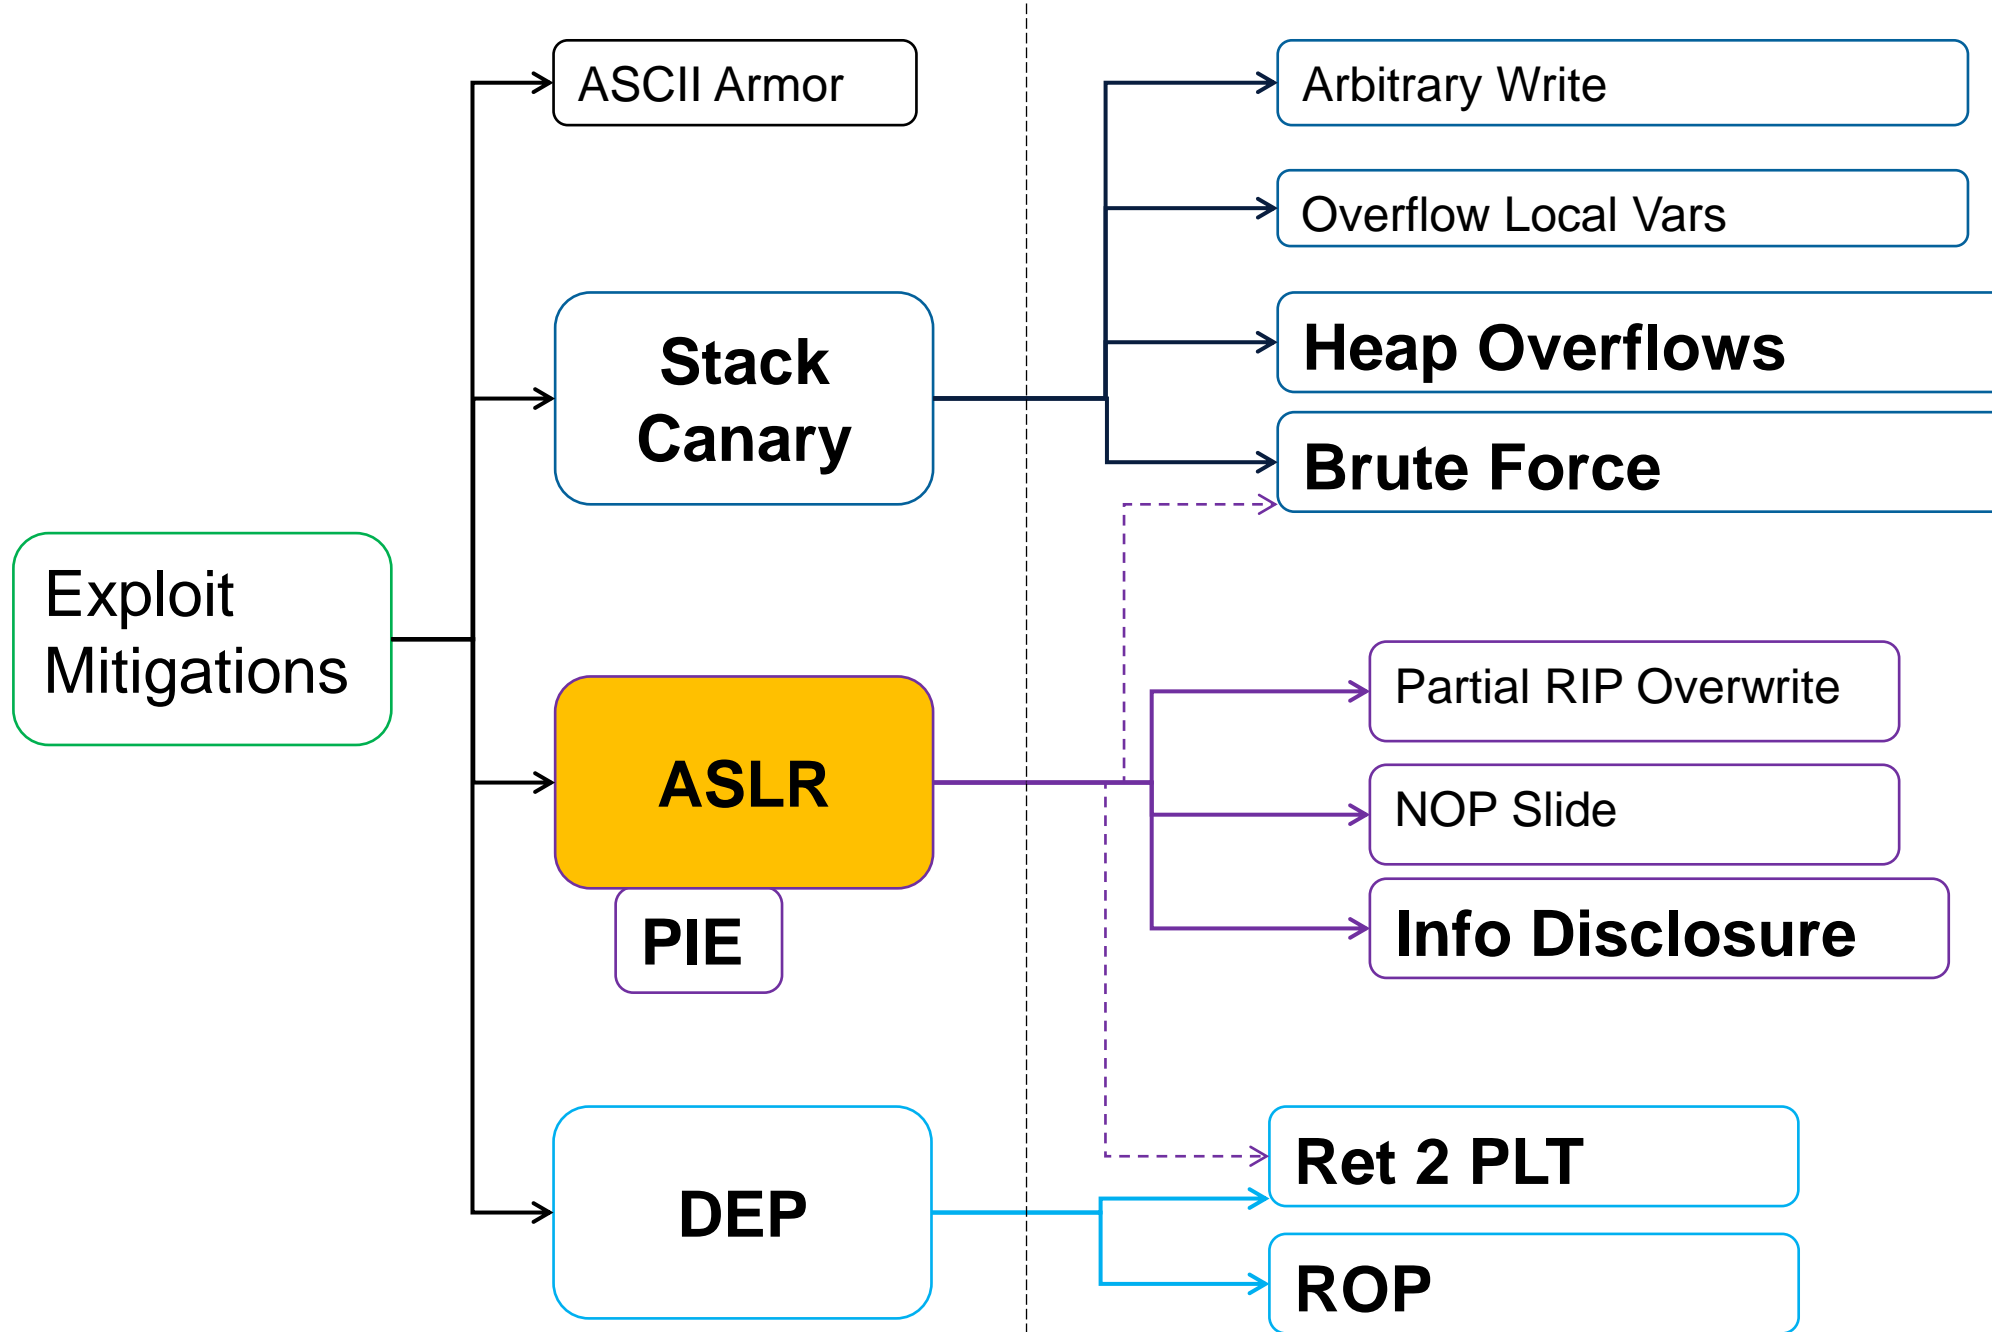 ASCII Armor
Arbitrary Write
Overflow Local Vars
Stack
Canary
Heap Overflows
Brute Force
Exploit
Mitigations
ASLR
PIE
Partial RIP Overwrite
NOP Slide
Info Disclosure
DEP
Ret 2 PLT
ROP